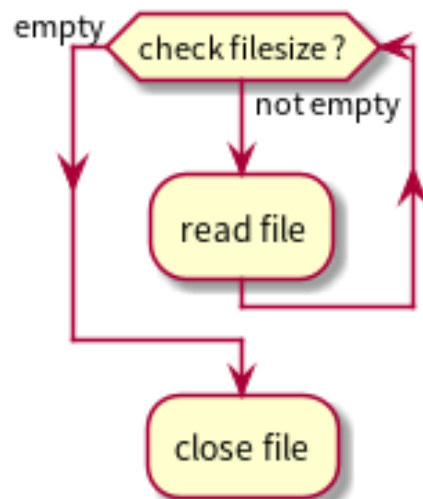 empty
check filesize ?
not empty
read file
close file